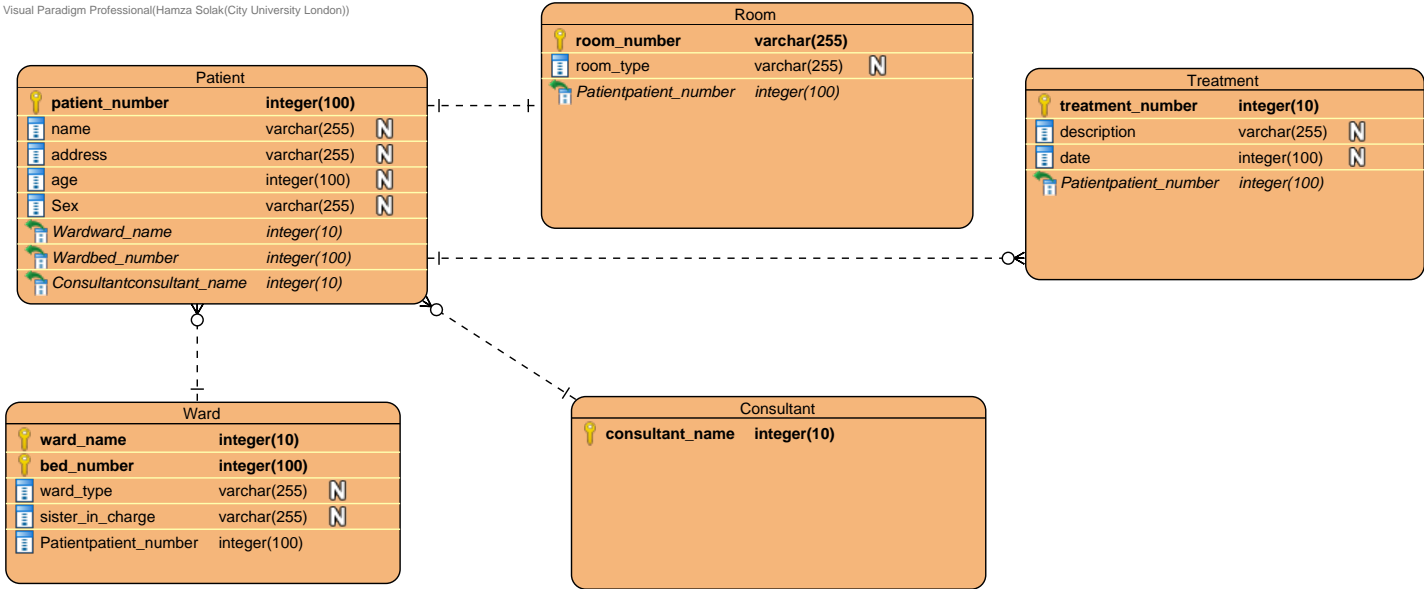 Visual Paradigm Professional(Hamza Solak(City University London))
Room
room_number varchar(255)
room_type varchar(255) N
Patientpatient_number integer(100)
Patient
patient_number integer(100)
name varchar(255) N
address varchar(255) N
age integer(100) N
Sex varchar(255) N
Wardward_name integer(10)
Wardbed_number integer(100)
Consultantconsultant_name integer(10)
Treatment
treatment_number integer(10)
description varchar(255) N
date integer(100) N
Patientpatient_number integer(100)
Ward
ward_name integer(10)
bed_number integer(100)
ward_type varchar(255) N
sister_in_charge varchar(255) N
Patientpatient_number integer(100)
Consultant
consultant_name integer(10)